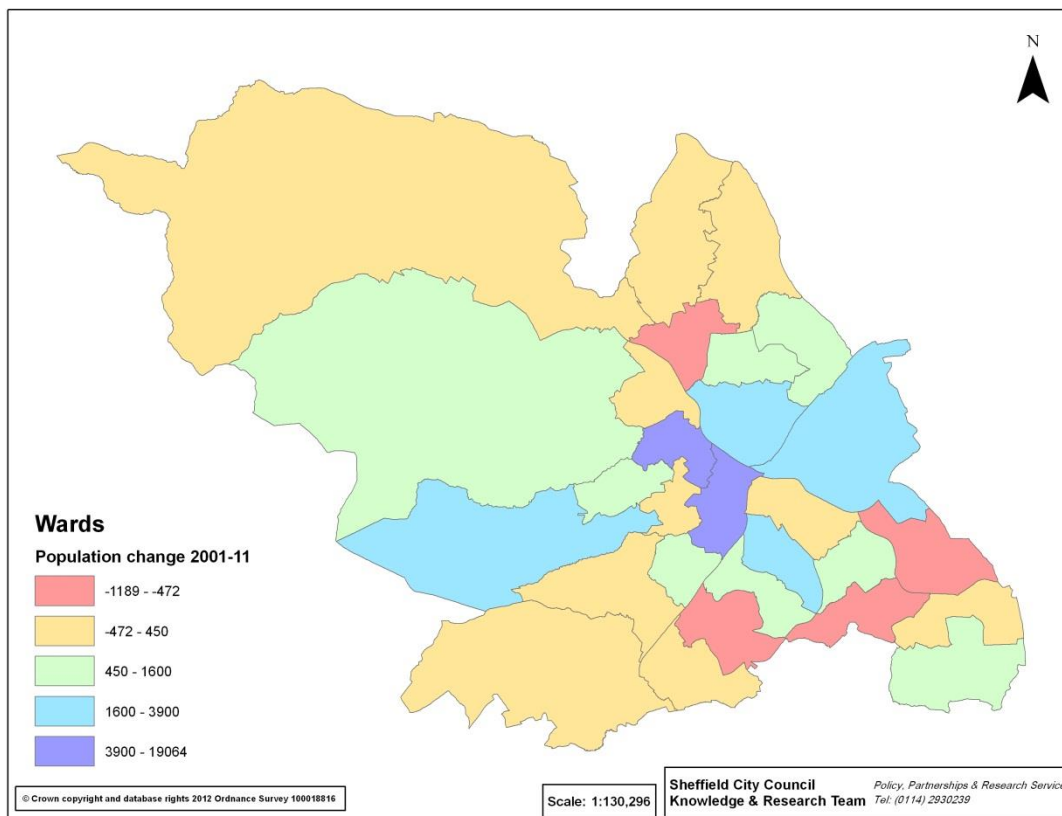 N
Wards
Population change 2001-11
-1189 - -472
-472 - 450
450 - 1600
1600 - 3900
3900 - 19064
© Crown copyright and database rights 2012 Ordnance Survey 100018816
Scale: 1:130,296
Sheffield City Council Policy, Partnerships & Research Service
Knowledge & Research Team Tel: (0114) 2930239